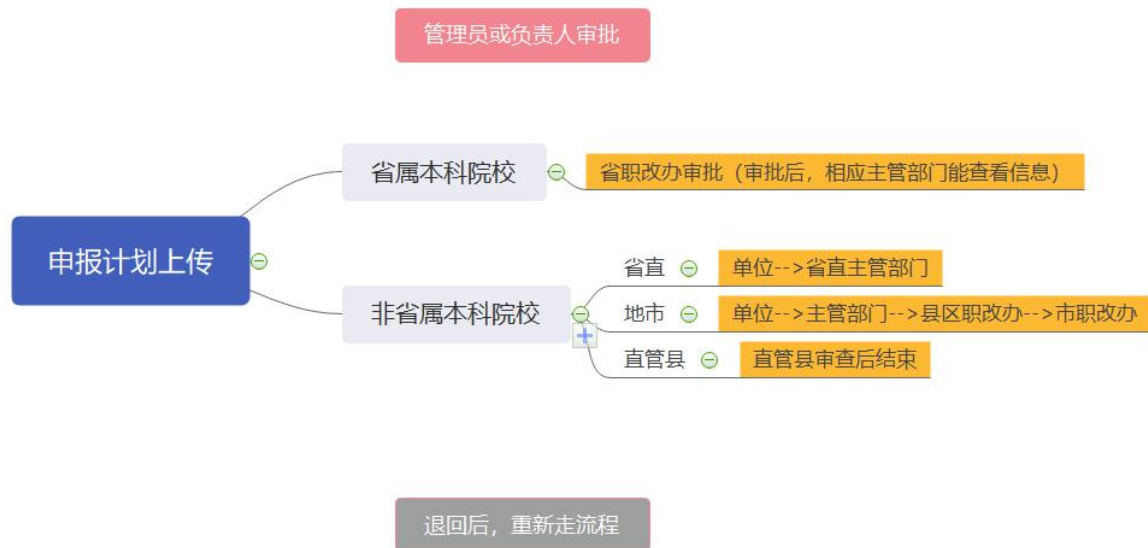 管理员或负责人审批
省属本科院校
省职改办审批（审批后，相应主管部门能查看信息）
申报计划上传
非省属本科院校
省直
单位-->省直主管部门
地市
单位-->主管部门-->县区职改办-->市职改办
直管县
直管县审查后结束
退回后，重新走流程